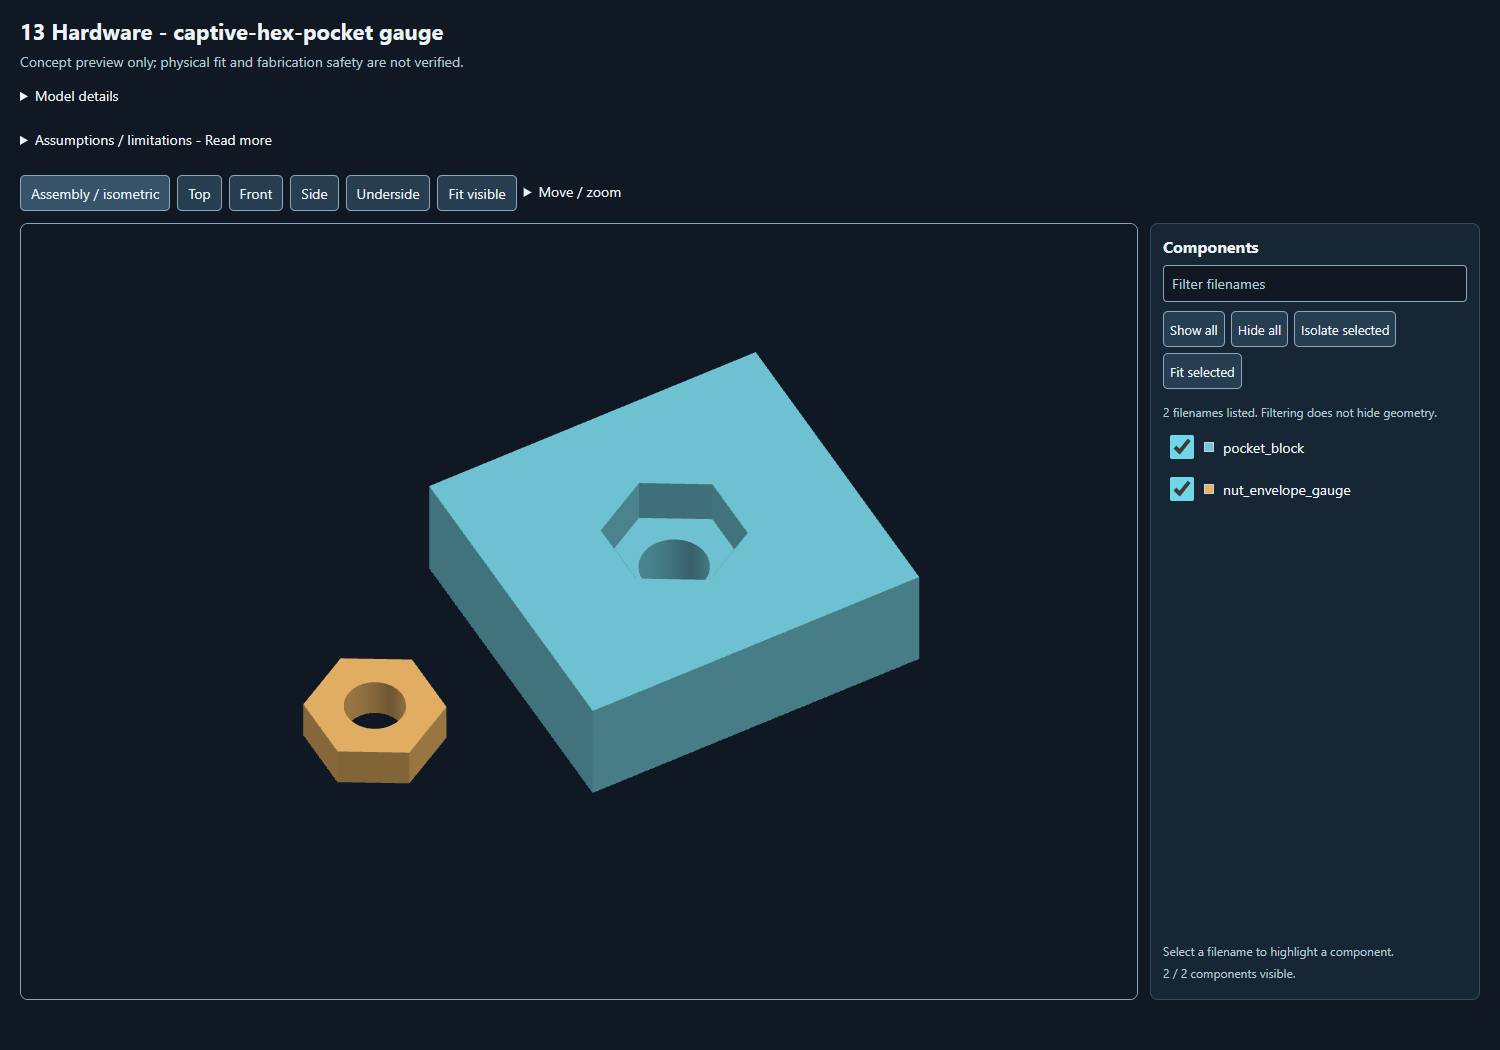 13 Hardware - captive-hex-pocket gauge
Concept preview only; physical fit and fabrication safety are not verified.
Model details
Assumptions / limitations - Read more
Assembly / isometric Top Front Side Underside Fit visible Move / zoom
Components
Filter filenames
Show all Hide all Isolate selected
Fit selected
2 filenames listed. Filtering does not hide geometry.
pocket_block
nut_envelope_gauge
Select a filename to highlight a component.
2 / 2 components visible.